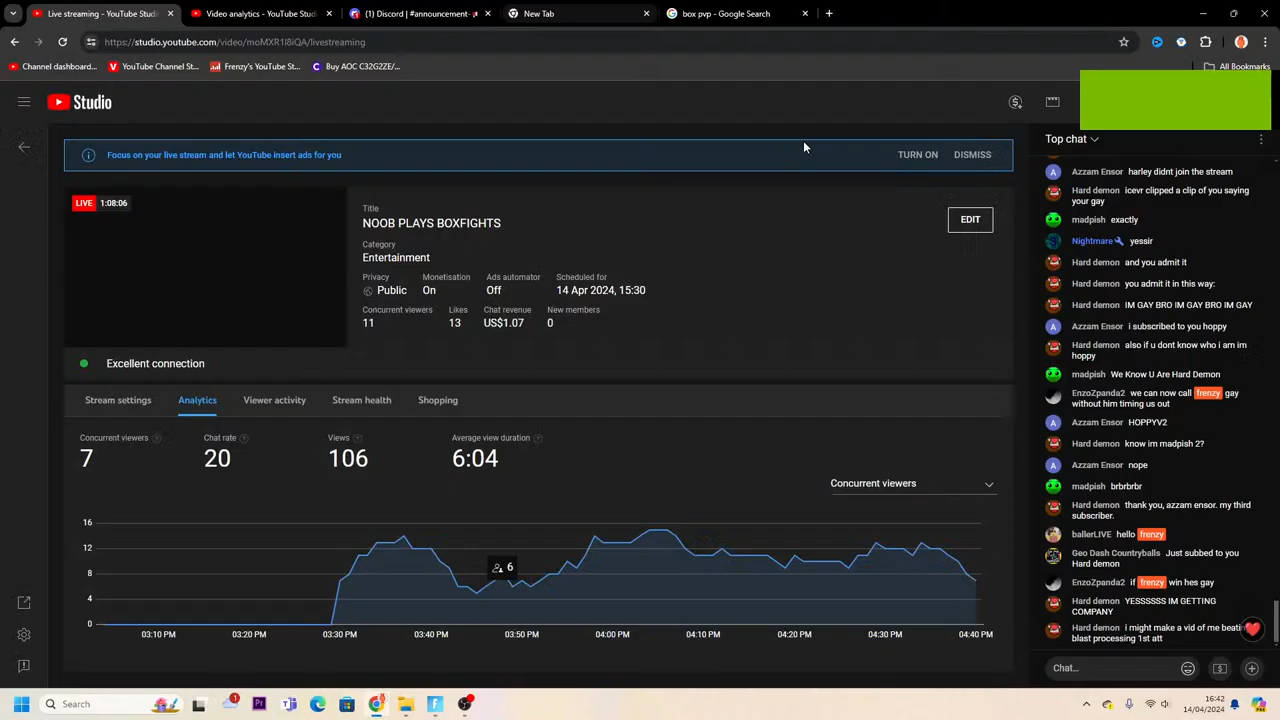 Live streaming - YouTube Studio
Video analytics - YouTube Studio
(1) Discord | #announcement-
New Tab
box pvp - Google Search
https://studio.youtube.com/video/moMXR1I8iQA/livestreaming
Channel dashboard...
YouTube Channel St...
Frenzy's YouTube St...
Buy AOC C32G2ZE/...
All Bookmarks
Studio
Focus on your live stream and let YouTube insert ads for you
TURN ON
DISMISS
LIVE 1:08:06
Title
NOOB PLAYS BOXFIGHTS
EDIT
Category
Entertainment
Privacy Monetisation Ads automator Scheduled for
Public On Off 14 Apr 2024, 15:30
Concurrent viewers Likes Chat revenue New members
11 13 US$1.07 0
Excellent connection
Stream settings Analytics Viewer activity Stream health Shopping
Concurrent viewers Chat rate Views Average view duration
7 20 106 6:04
Concurrent viewers
16
12
8
4
0
6
03:10 PM 03:20 PM 03:30 PM 03:40 PM 03:50 PM 04:00 PM 04:10 PM 04:20 PM 04:30 PM 04:40 PM
Top chat
A Azzam Ensor harley didnt join the stream
Hard demon icevr clipped a clip of you saying
your gay
madpish exactly
Nightmare yessir
Hard demon and you admit it
Hard demon you admit it in this way:
Hard demon IM GAY BRO IM GAY BRO IM GAY
A Azzam Ensor i subscribed to you hoppy
Hard demon also if u dont know who i am im
hoppy
madpish We Know U Are Hard Demon
EnzoZpanda2 we can now call frenzy gay
without him timing us out
A Azzam Ensor HOPPYV2
Hard demon know im madpish 2?
A Azzam Ensor nope
madpish brbrbrbr
Hard demon thank you, azzam ensor. my third
subscriber.
ballerLIVE hello frenzy
Geo Dash Countryballs Just subbed to you
Hard demon
EnzoZpanda2 if frenzy win hes gay
Hard demon YESSSSSS IM GETTING
COMPANY
Hard demon i might make a vid of me beatin
blast processing 1st att
Chat...
Search
16:42
14/04/2024